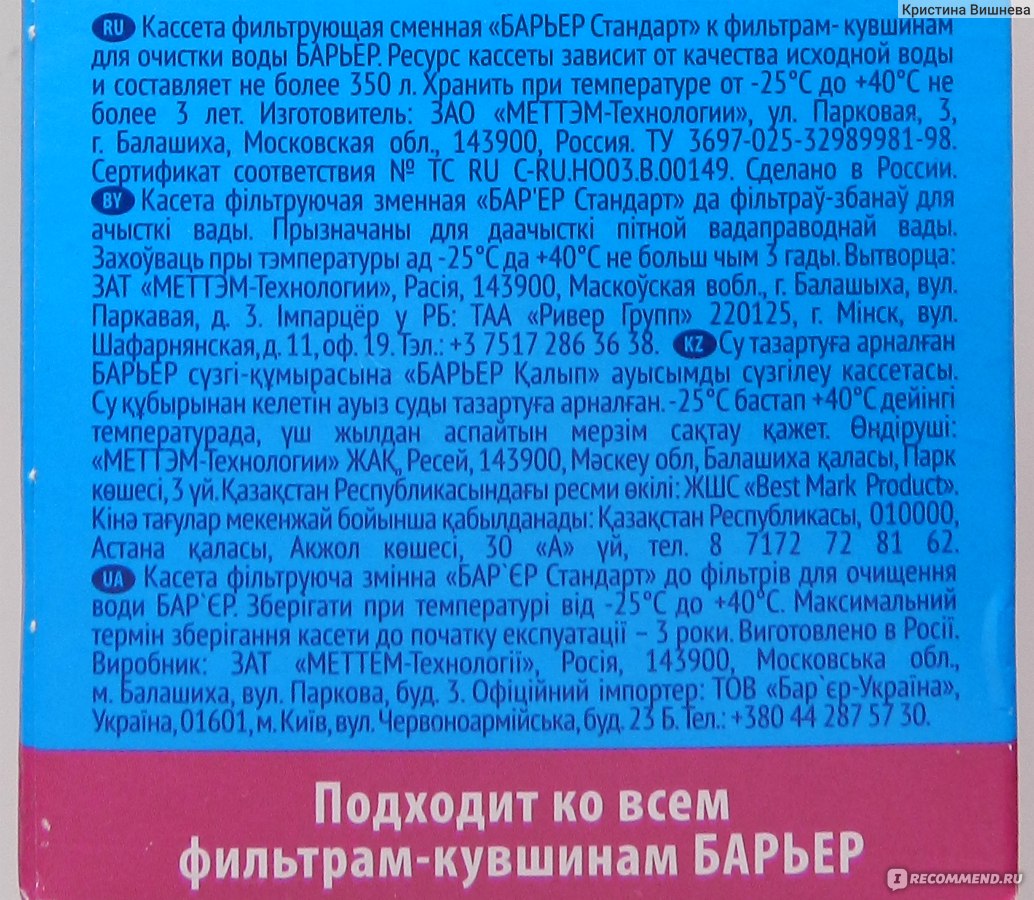 Кристина Вишнева
RU Кассета фильтрующая сменная «БАРЬЕР Стандарт» к фильтрам- кувшинам
для очистки воды БАРЬЕР. Ресурс кассеты зависит от качества исходной воды
и составляет не более 350 л. Хранить при температуре от -25°С до +40°С не
более 3 лет. Изготовитель: ЗАО «МЕТТЭМ-Технологии», ул. Парковая, 3,
г. Балашиха, Московская обл., 143900, Россия. ТУ 3697-025-32989981-98.
Сертификат соответствия № ТС RU С-RU.НО03.В.00149. Сделано в России.
BY Касета фільтруючая зменная «БАР'ЕР Стандарт» да фільтраў-збанаў для
ачысткі вады. Прызначаны для даачысткі пітной вадаправоднай вады.
Захоўваць пры тэмпературы ад -25°С да +40°С не больш чым 3 гады. Вытворца:
ЗАТ «МЕТТЭМ-Технологии», Расія, 143900, Маскоўская вобл., г. Балашыха, вул.
Паркавая, д. 3. Імпарцёр у РБ: ТАА «Ривер Групп» 220125, г. Мінск, вул.
Шафарнянская, д. 11, оф. 19. Тэл.: +3 7517 286 36 38. KZ Су тазартуға арналған
БАРЬЕР сүзгі-құмырасына «БАРЬЕР Қалып» ауысымды сүзгілеу кассетасы.
Су құбырынан келетін ауыз суды тазартуға арналған. -25°С бастап +40°С дейінгі
температурада, үш жылдан аспайтын мерзім сақтау қажет. Өндіруші:
«МЕТТЭМ-Технологии» ЖАҚ, Ресей, 143900, Мәскеу обл, Балашиха қаласы, Парк
көшесі, 3 үй. Қазақстан Республикасындағы ресми өкілі: ЖШС «Best Mark Product».
Кінә тағулар мекенжай бойынша қабылданады: Қазақстан Республикасы, 010000,
Астана қаласы, Акжол көшесі, 30 «А» үй, тел. 8 7172 72 81 62.
UA Касета фільтруюча змінна «БАР`ЄР Стандарт» до фільтрів для очищення
води БАР`ЄР. Зберігати при температурі від -25°С до +40°С. Максимальний
термін зберігання касети до початку експуатації – 3 роки. Виготовлено в Росії.
Виробник: ЗАТ «МЕТТЕМ-Технології», Росія, 143900, Московська обл.,
м. Балашиха, вул. Паркова, буд. 3. Офіційний імпортер: ТОВ «Бар`єр-Україна»,
Україна, 01601, м. Київ, вул. Червоноармійська, буд. 23 Б. Тел.: +380 44 287 57 30.
Подходит ко всем
фильтрам-кувшинам БАРЬЕР
I RECOMMEND.RU